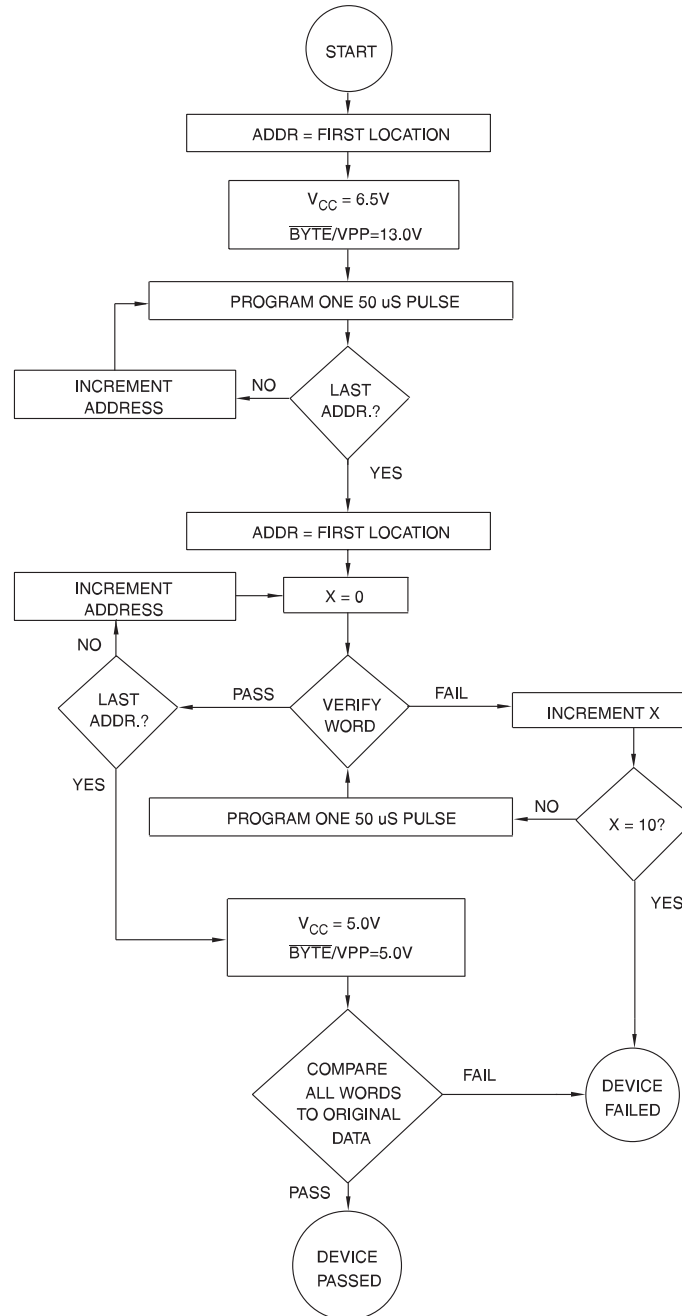 START
ADDR = FIRST LOCATION
VCC = 6.5V
BYTE/VPP=13.0V
PROGRAM ONE 50 uS PULSE
INCREMENT
ADDRESS
NO
LAST
ADDR.?
YES
ADDR = FIRST LOCATION
INCREMENT
ADDRESS
X = 0
NO
LAST
ADDR.?
PASS
VERIFY
WORD
FAIL
INCREMENT X
YES
PROGRAM ONE 50 uS PULSE
NO
X = 10?
YES
VCC = 5.0V
BYTE/VPP=5.0V
COMPARE
ALL WORDS
TO ORIGINAL
DATA
FAIL
DEVICE
FAILED
PASS
DEVICE
PASSED